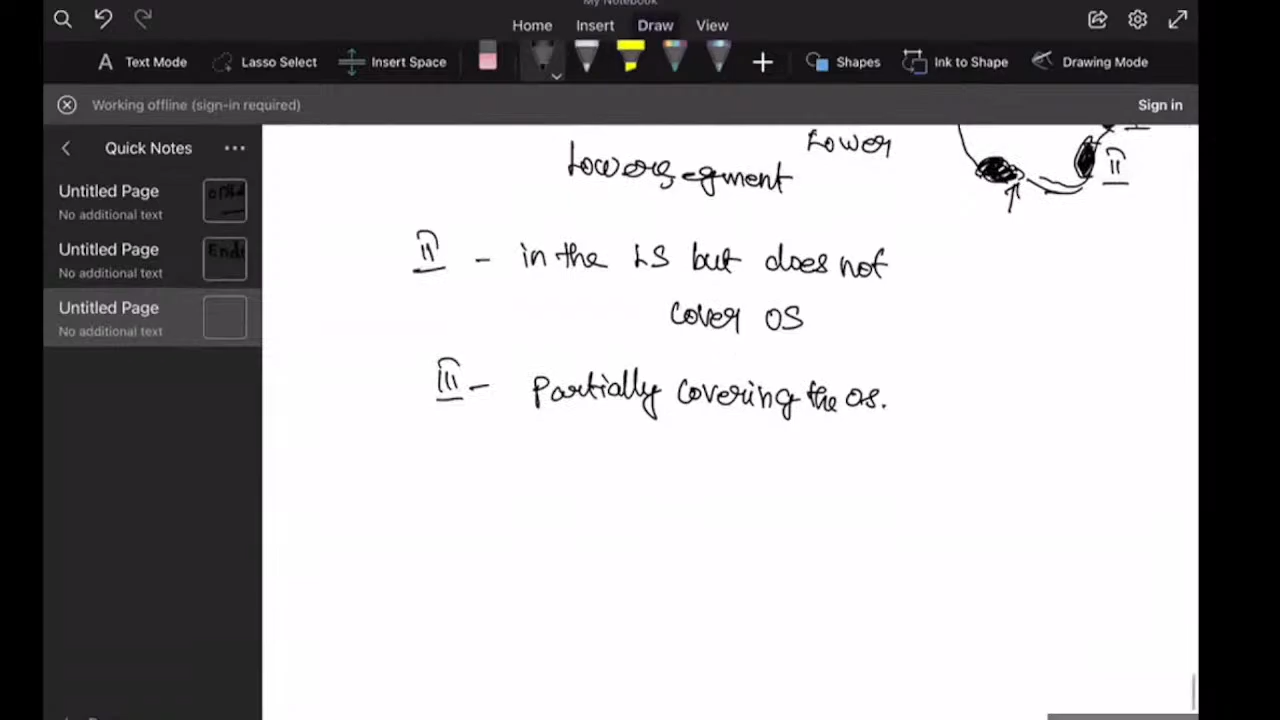 My Notebook
Home Insert Draw View
Text Mode Lasso Select Insert Space Shapes Ink to Shape Drawing Mode
Working offline (sign-in required) Sign in
Quick Notes
Untitled Page
No additional text
Untitled Page
No additional text
Untitled Page
No additional text
Lower
Lower segment
II
II - in the LS but does not
cover OS
III - Partially covering the OS.